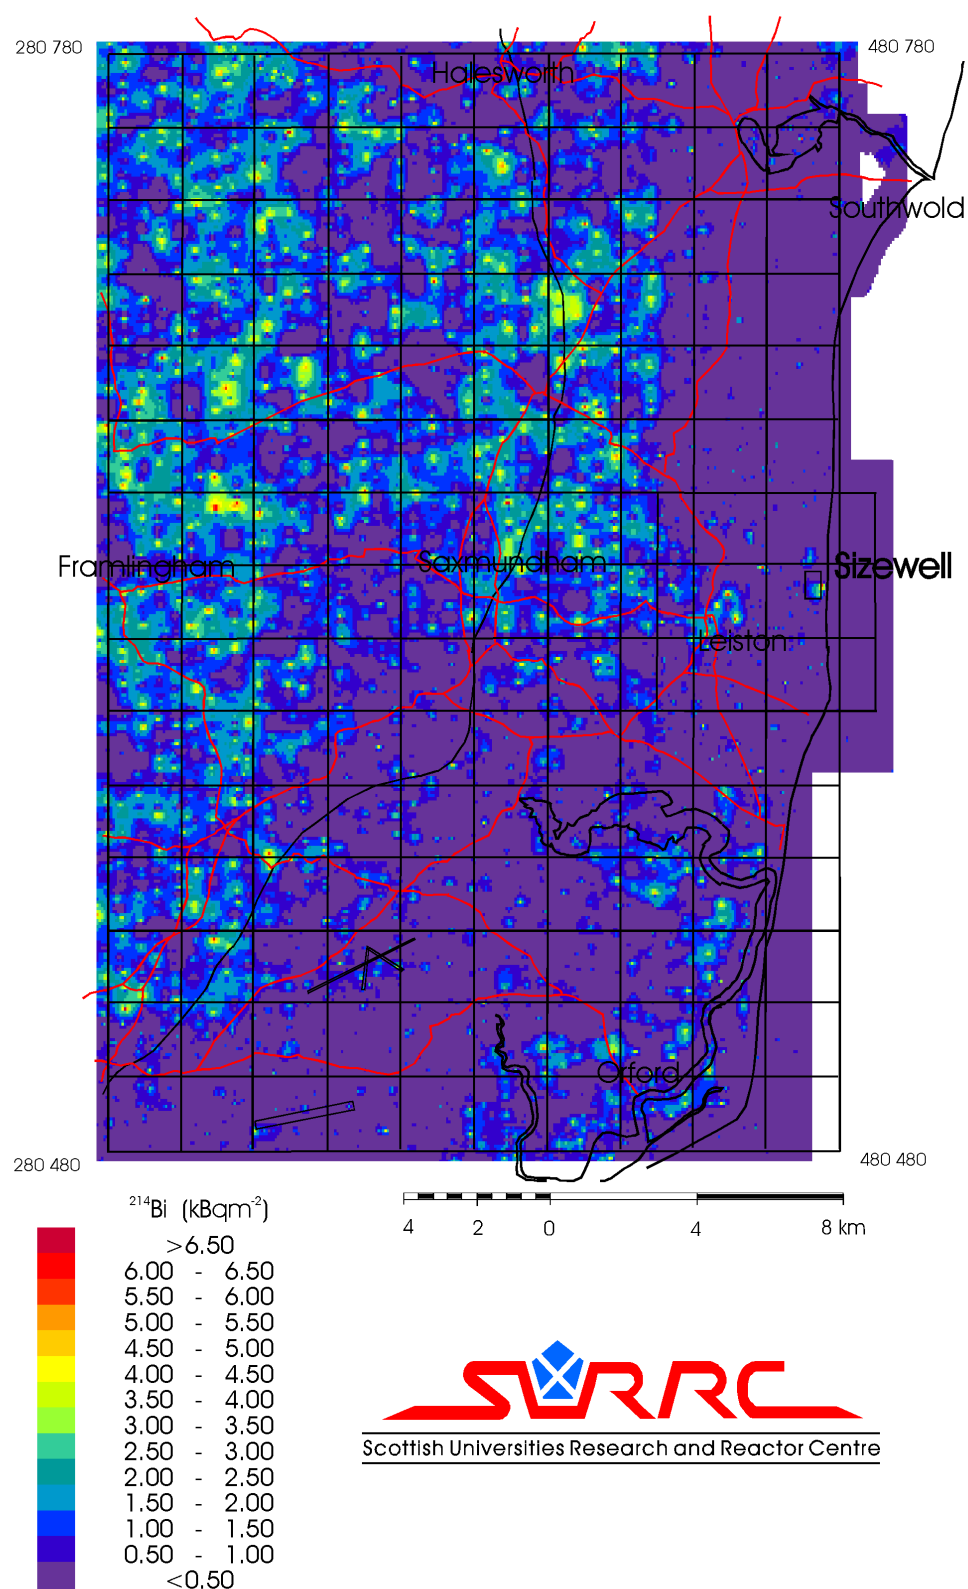 280 780
480 780
Halesworth
Southwold
Framlingham
Saxmundham
Sizewell
Leiston
Orford
280 480
480 480
²¹⁴Bi (kBqm⁻²)
>6.50
6.00 - 6.50
5.50 - 6.00
5.00 - 5.50
4.50 - 5.00
4.00 - 4.50
3.50 - 4.00
3.00 - 3.50
2.50 - 3.00
2.00 - 2.50
1.50 - 2.00
1.00 - 1.50
0.50 - 1.00
<0.50
4 2 0 4 8 km
SURRC
Scottish Universities Research and Reactor Centre